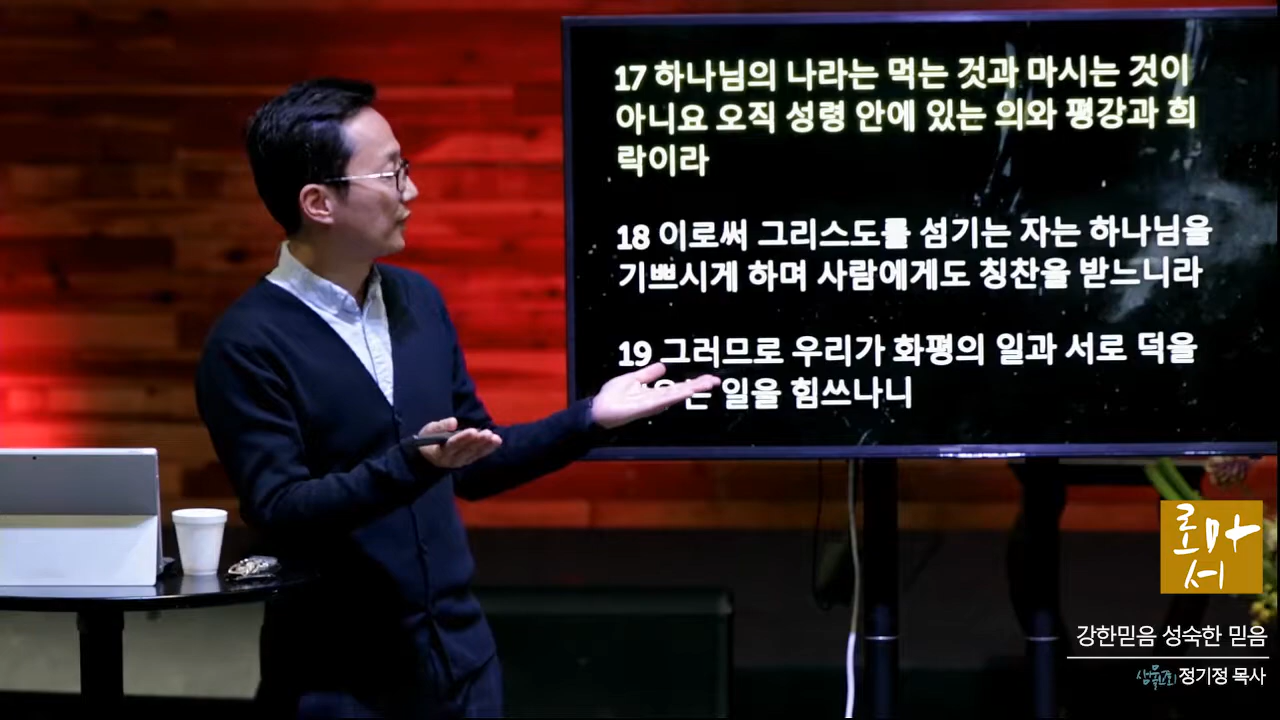 17 하나님의 나라는 먹는 것과 마시는 것이
아니요 오직 성령 안에 있는 의와 평강과 희
락이라
18 이로써 그리스도를 섬기는 자는 하나님을
기쁘시게 하며 사람에게도 칭찬을 받느니라
19 그러므로 우리가 화평의 일과 서로 덕을
일을 힘쓰나니
로마
서
강한믿음 성숙한 믿음
정기정 목사